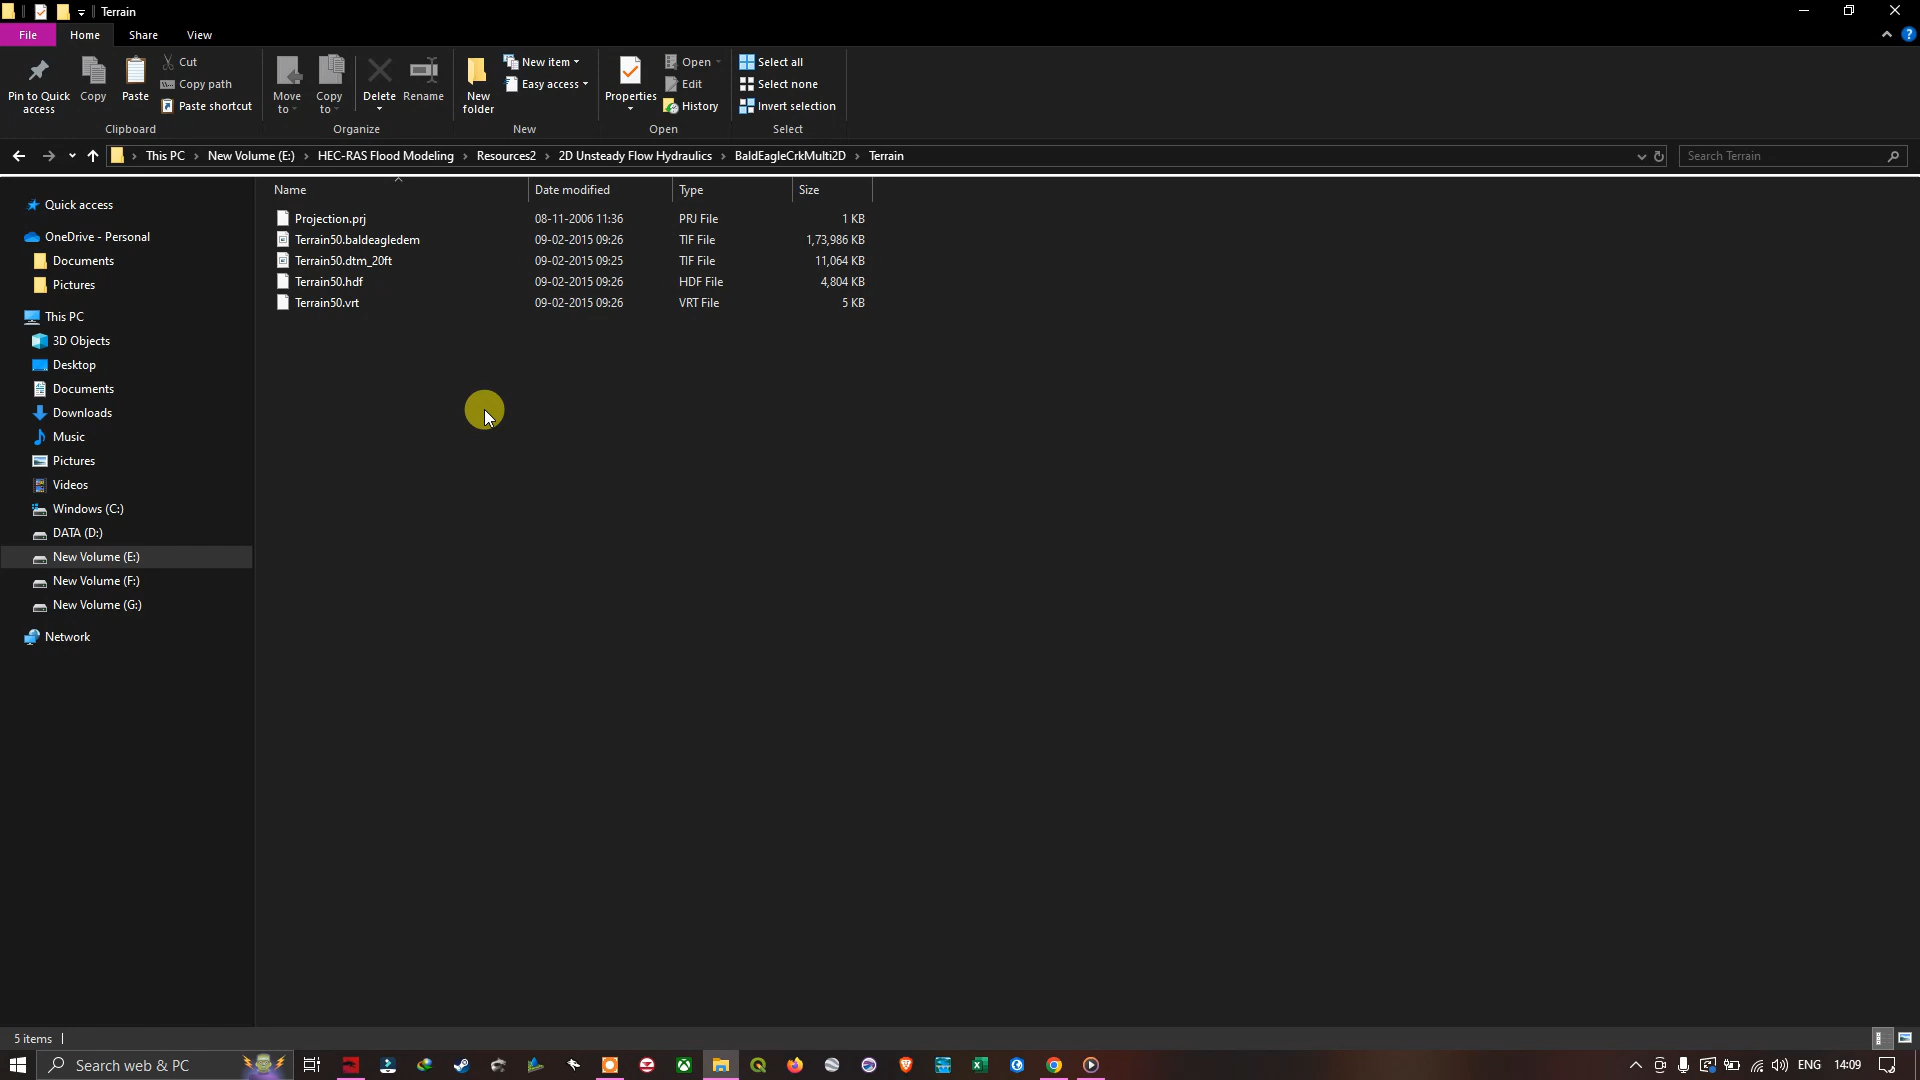 Terrain
File Home Share View
Pin to Quick access
Copy
Paste
Cut
Copy path
Paste shortcut
Clipboard
Move to
Copy to
Delete
Rename
Organize
New folder
New item
Easy access
New
Properties
Open
Edit
History
Open
Select all
Select none
Invert selection
Select
This PC New Volume (E:) HEC-RAS Flood Modeling Resources2 2D Unsteady Flow Hydraulics BaldEagleCrkMulti2D Terrain
Search Terrain
Quick access
OneDrive - Personal
Documents
Pictures
This PC
3D Objects
Desktop
Documents
Downloads
Music
Pictures
Videos
Windows (C:)
DATA (D:)
New Volume (E:)
New Volume (F:)
New Volume (G:)
Network
Name Date modified Type Size
Projection.prj 08-11-2006 11:36 PRJ File 1 KB
Terrain50.baldeagledem 09-02-2015 09:26 TIF File 1,73,986 KB
Terrain50.dtm_20ft 09-02-2015 09:25 TIF File 11,064 KB
Terrain50.hdf 09-02-2015 09:26 HDF File 4,804 KB
Terrain50.vrt 09-02-2015 09:26 VRT File 5 KB
5 items
Search web & PC
ENG 14:09